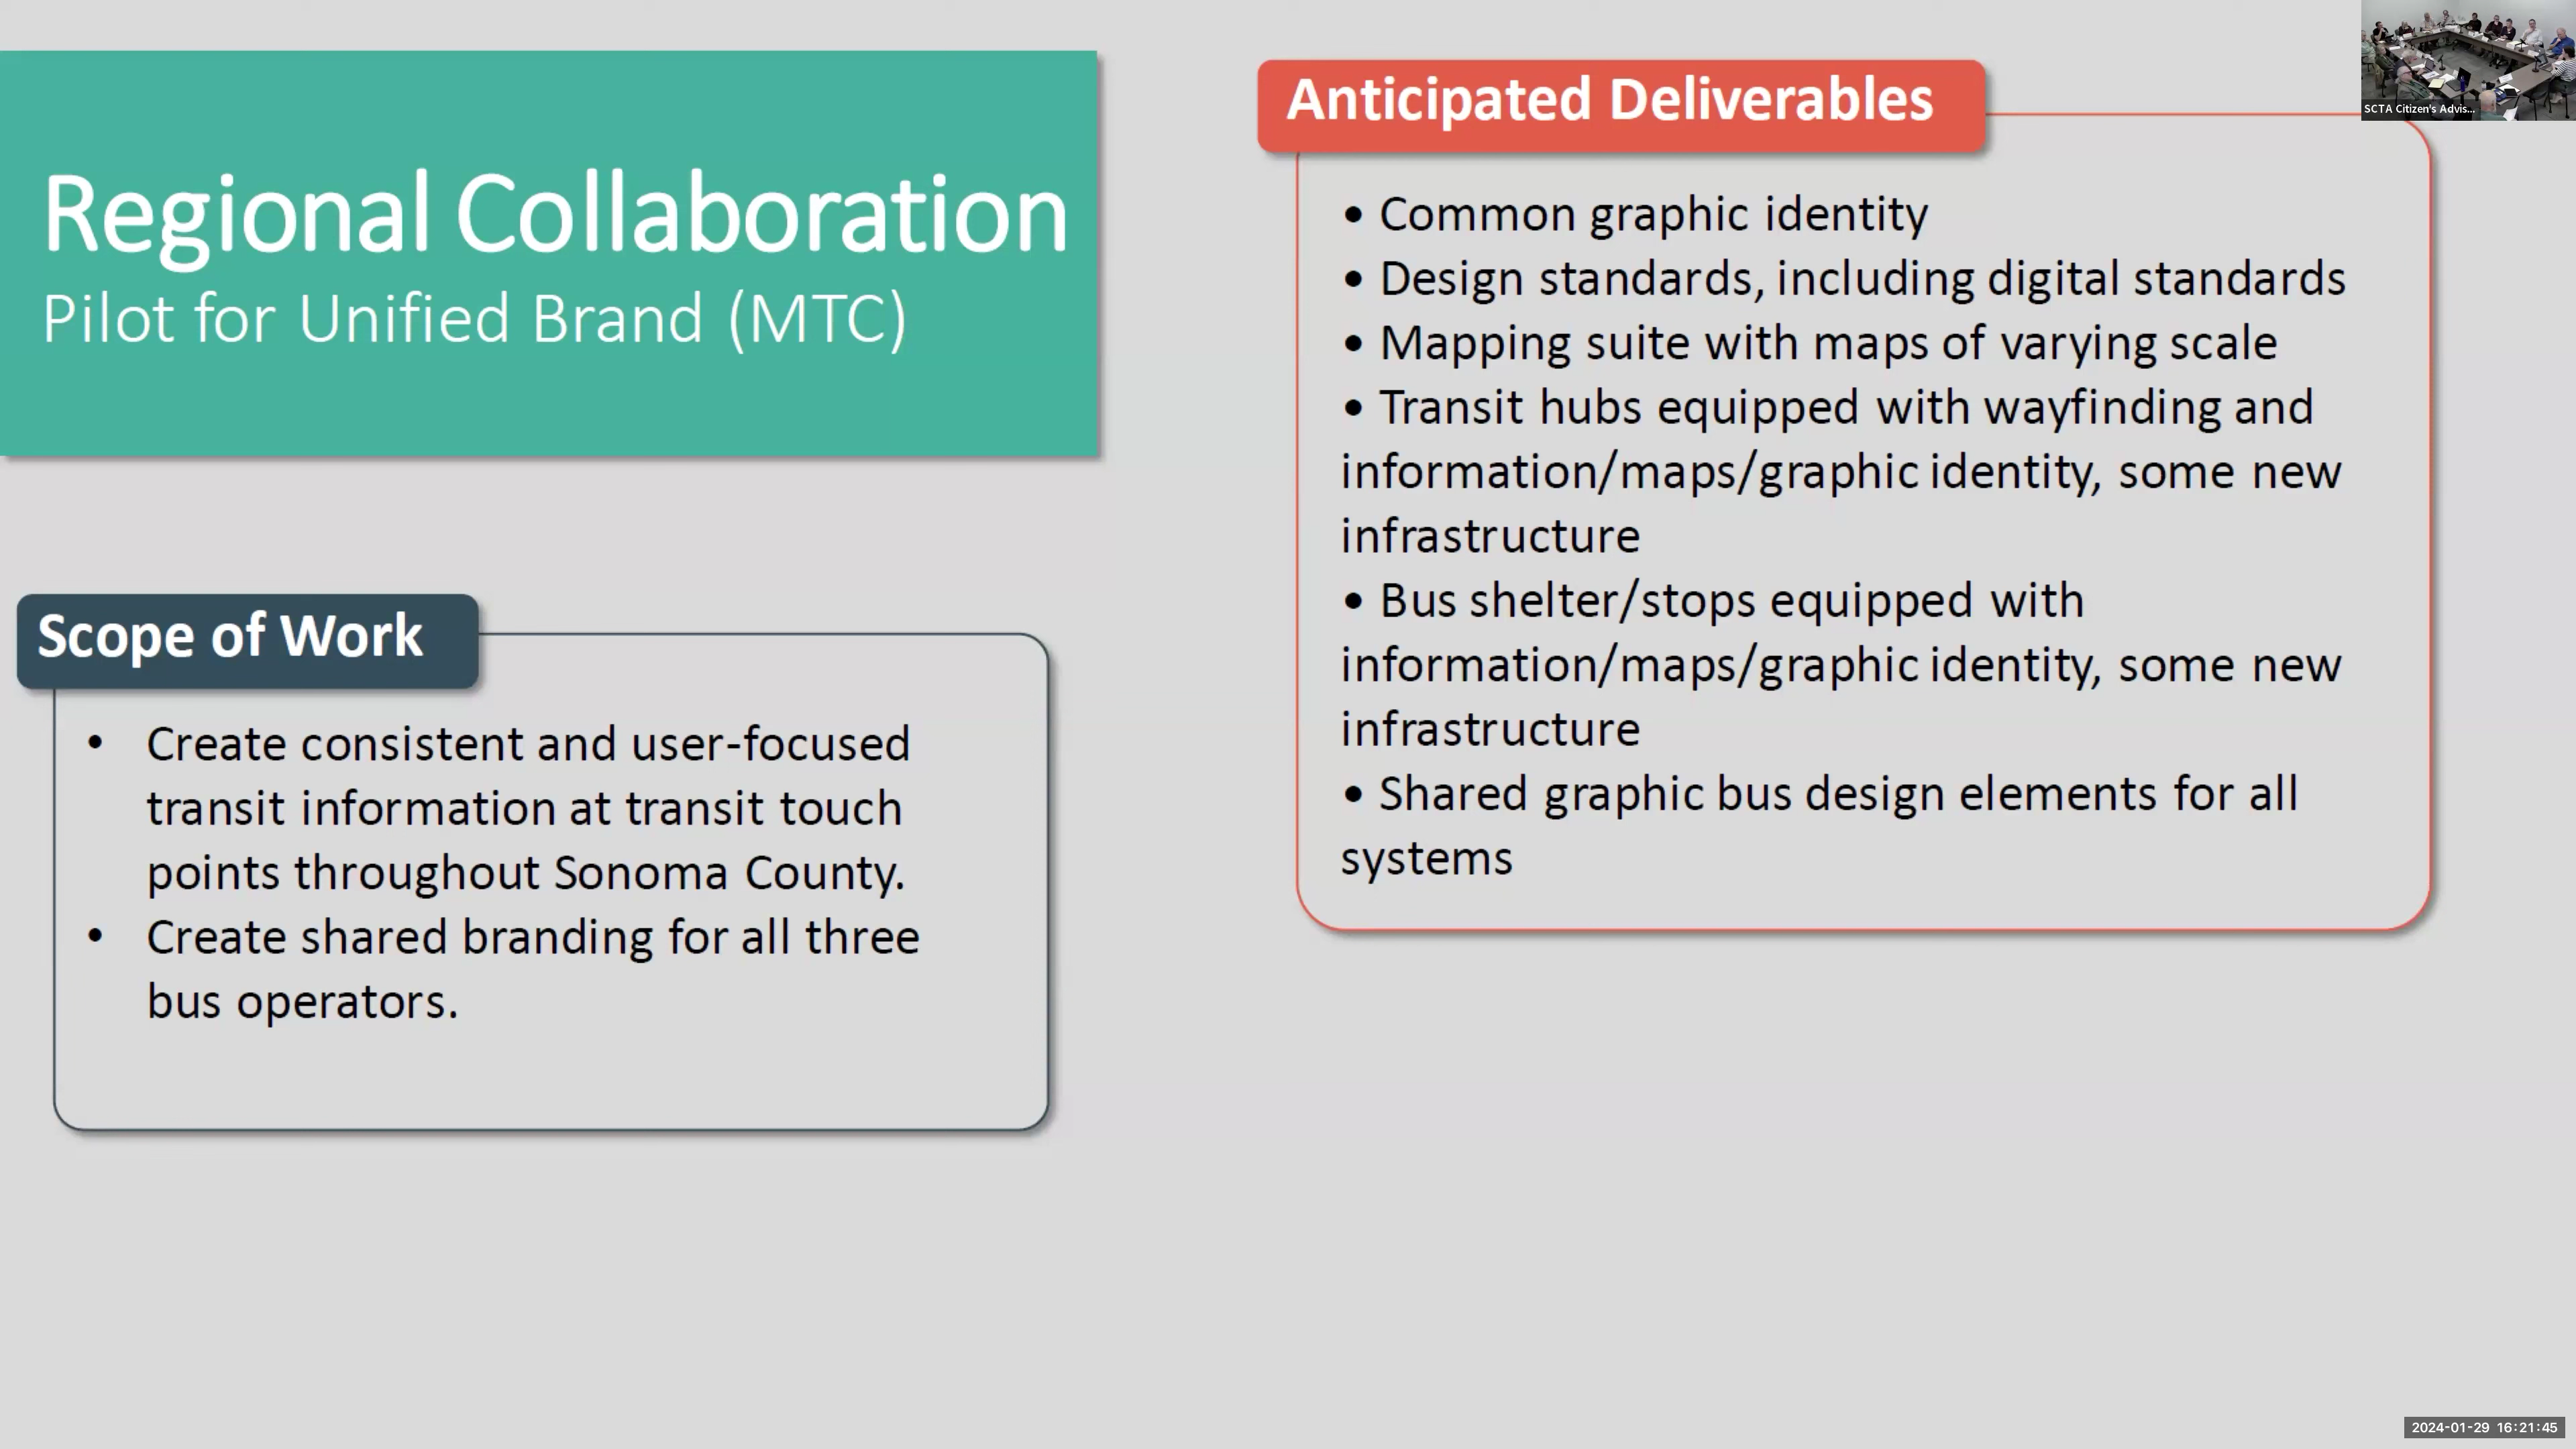 Regional Collaboration
Pilot for Unified Brand (MTC)
Scope of Work
• Create consistent and user-focused
transit information at transit touch
points throughout Sonoma County.
• Create shared branding for all three
bus operators.
Anticipated Deliverables
• Common graphic identity
• Design standards, including digital standards
• Mapping suite with maps of varying scale
• Transit hubs equipped with wayfinding and
information/maps/graphic identity, some new
infrastructure
• Bus shelter/stops equipped with
information/maps/graphic identity, some new
infrastructure
• Shared graphic bus design elements for all
systems
SCTA Citizen's Advis...
2024-01-29 16:21:45